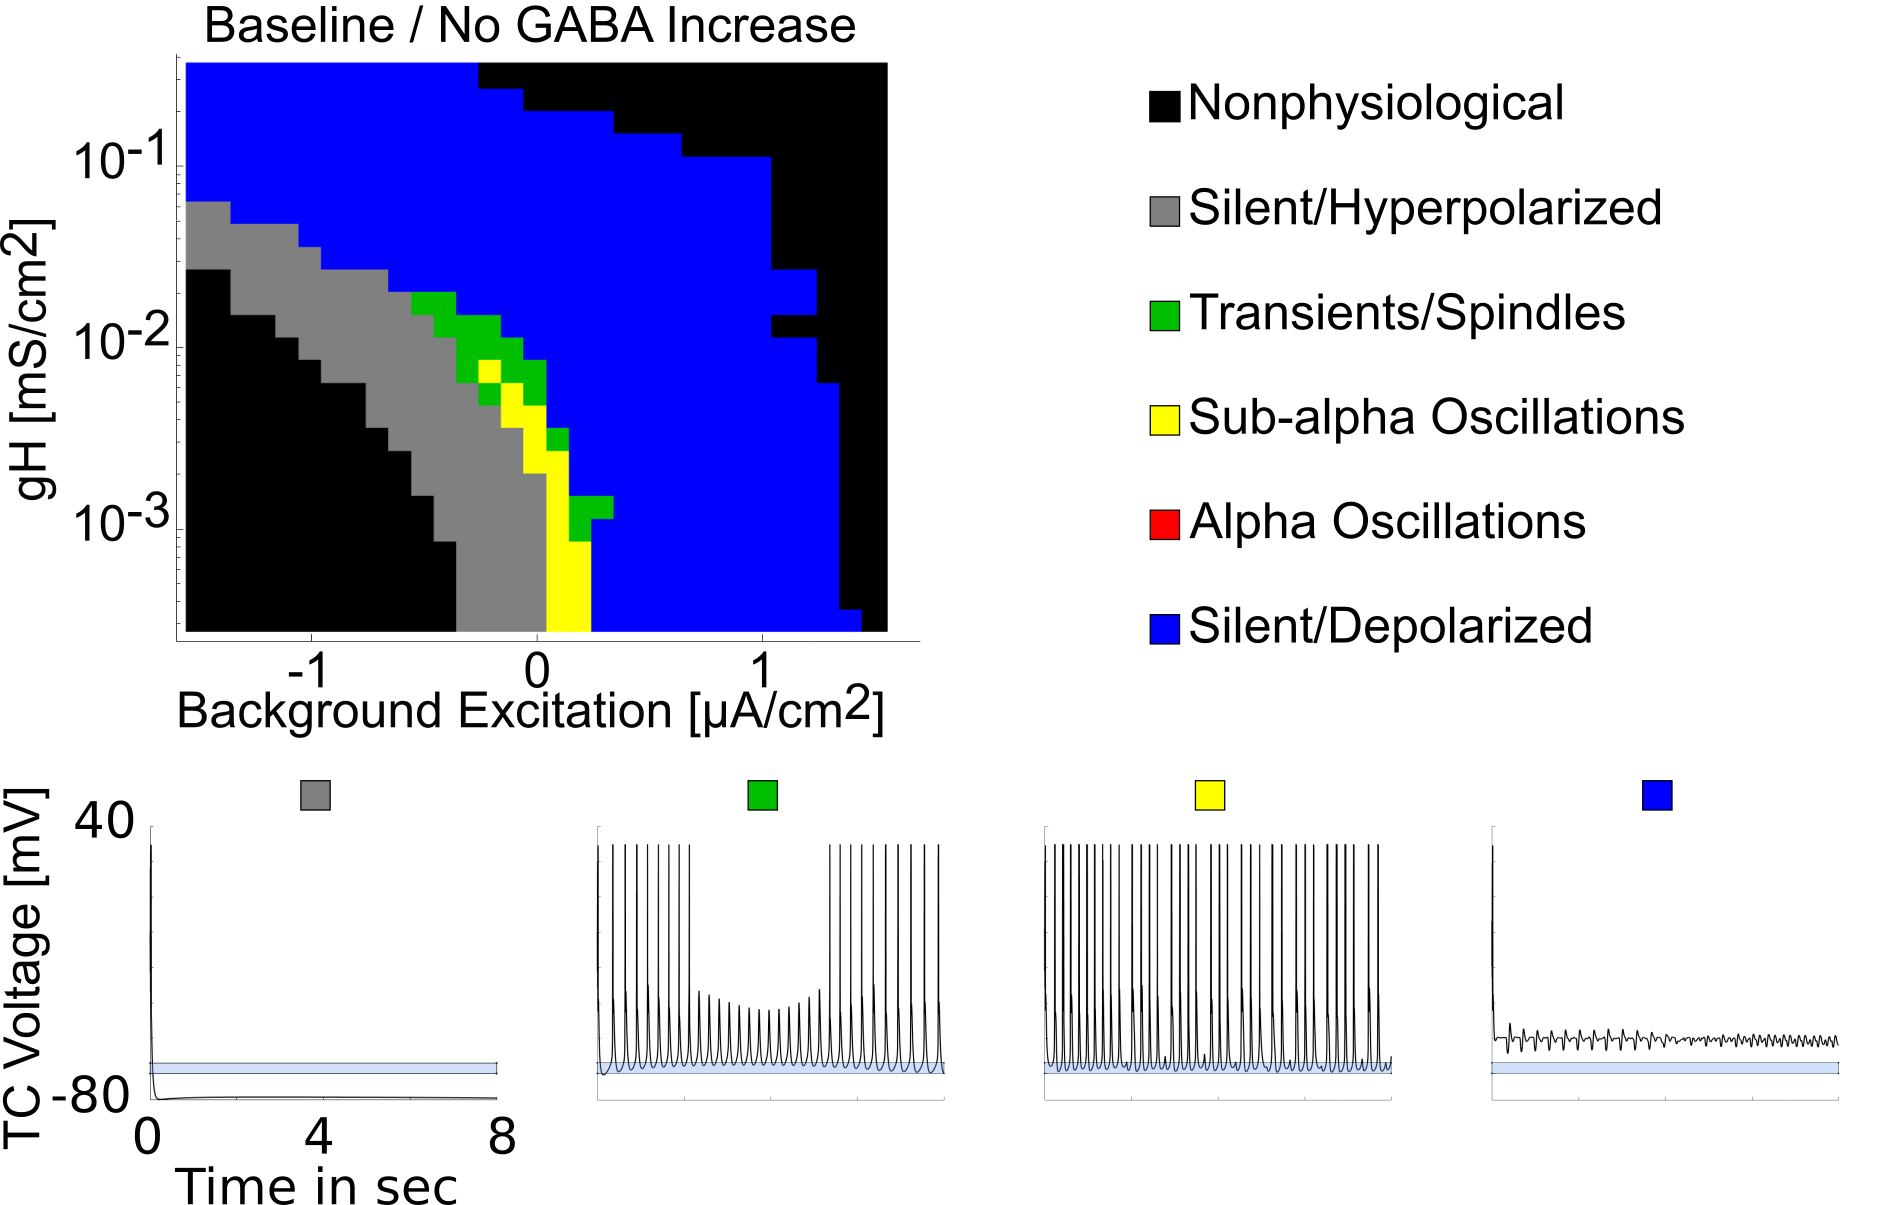 Baseline / No GABA Increase
10-1
10-2
10-3
gH [mS/cm2]
-1 0 1
Background Excitation [µA/cm2]
Nonphysiological
Silent/Hyperpolarized
Transients/Spindles
Sub-alpha Oscillations
Alpha Oscillations
Silent/Depolarized
TC Voltage [mV]
40
-80
0 4 8
Time in sec